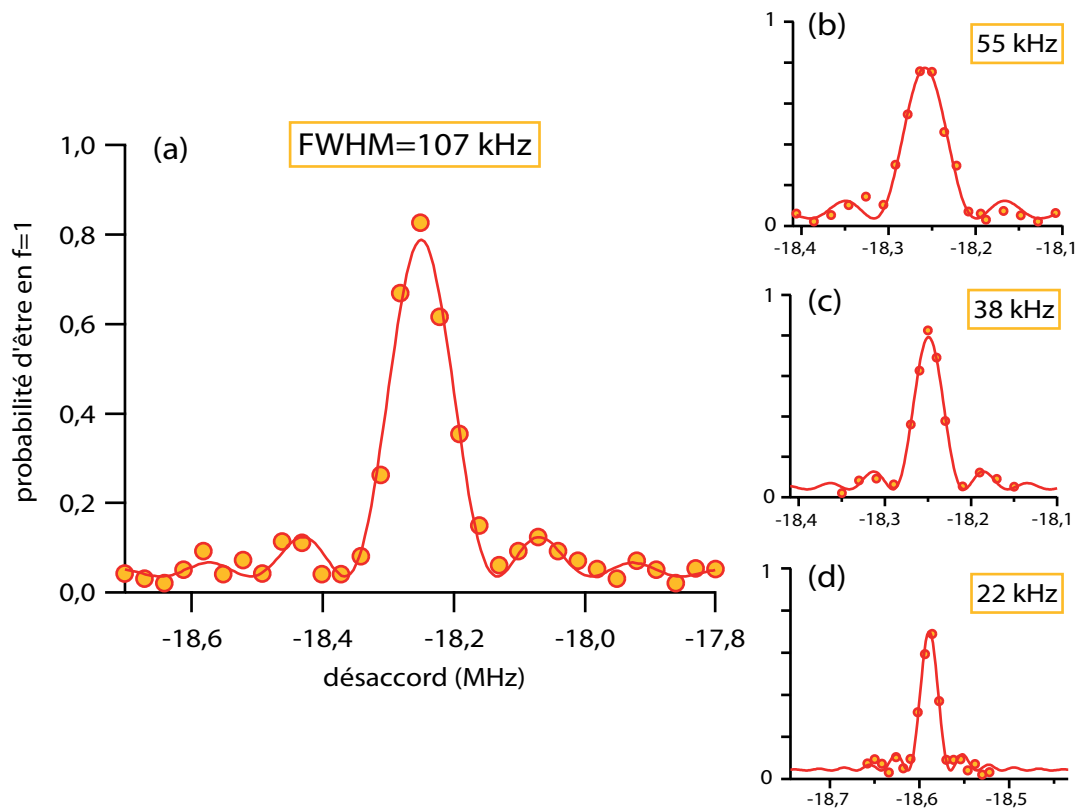 (a)
FWHM=107 kHz
probabilité d'être en f=1
1,0
0,8
0,6
0,4
0,2
0,0
-18,6 -18,4 -18,2 -18,0 -17,8
désaccord (MHz)
(b)
55 kHz
1
0
-18,4 -18,3 -18,2 -18,1
(c)
38 kHz
1
0
-18,4 -18,3 -18,2 -18,1
(d)
22 kHz
1
0
-18,7 -18,6 -18,5